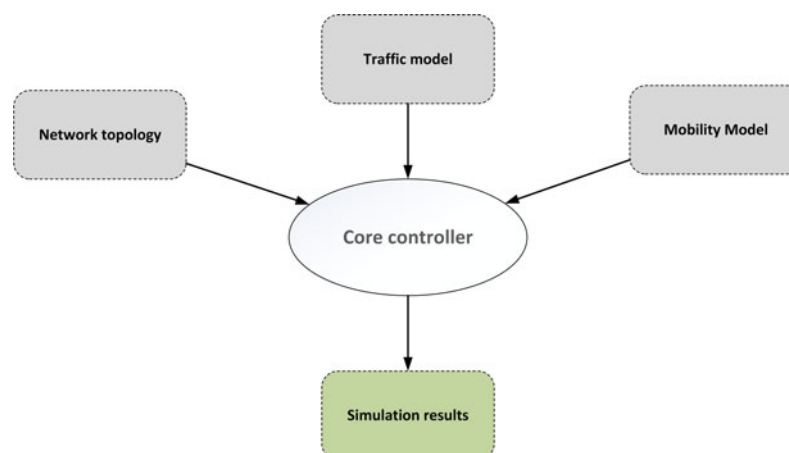 Traffic model
Network topology
Mobility Model
Core controller
Simulation results